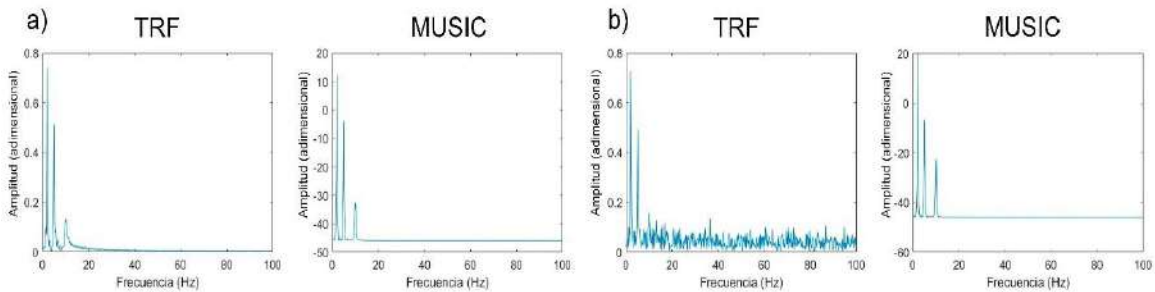 a)
TRF
Amplitud (adimensional)
0.8
0.6
0.4
0.2
0
0 20 40 60 80 100
Frecuencia (Hz)
MUSIC
Amplitud (adimensional)
20
10
0
-10
-20
-30
-40
-50
0 20 40 60 80 100
Frecuencia (Hz)
b)
TRF
Amplitud (adimensional)
0.8
0.6
0.4
0.2
0
0 20 40 60 80 100
Frecuencia (Hz)
MUSIC
Amplitud (adimensional)
20
0
-20
-40
-60
0 20 40 60 80 100
Frecuencia (Hz)